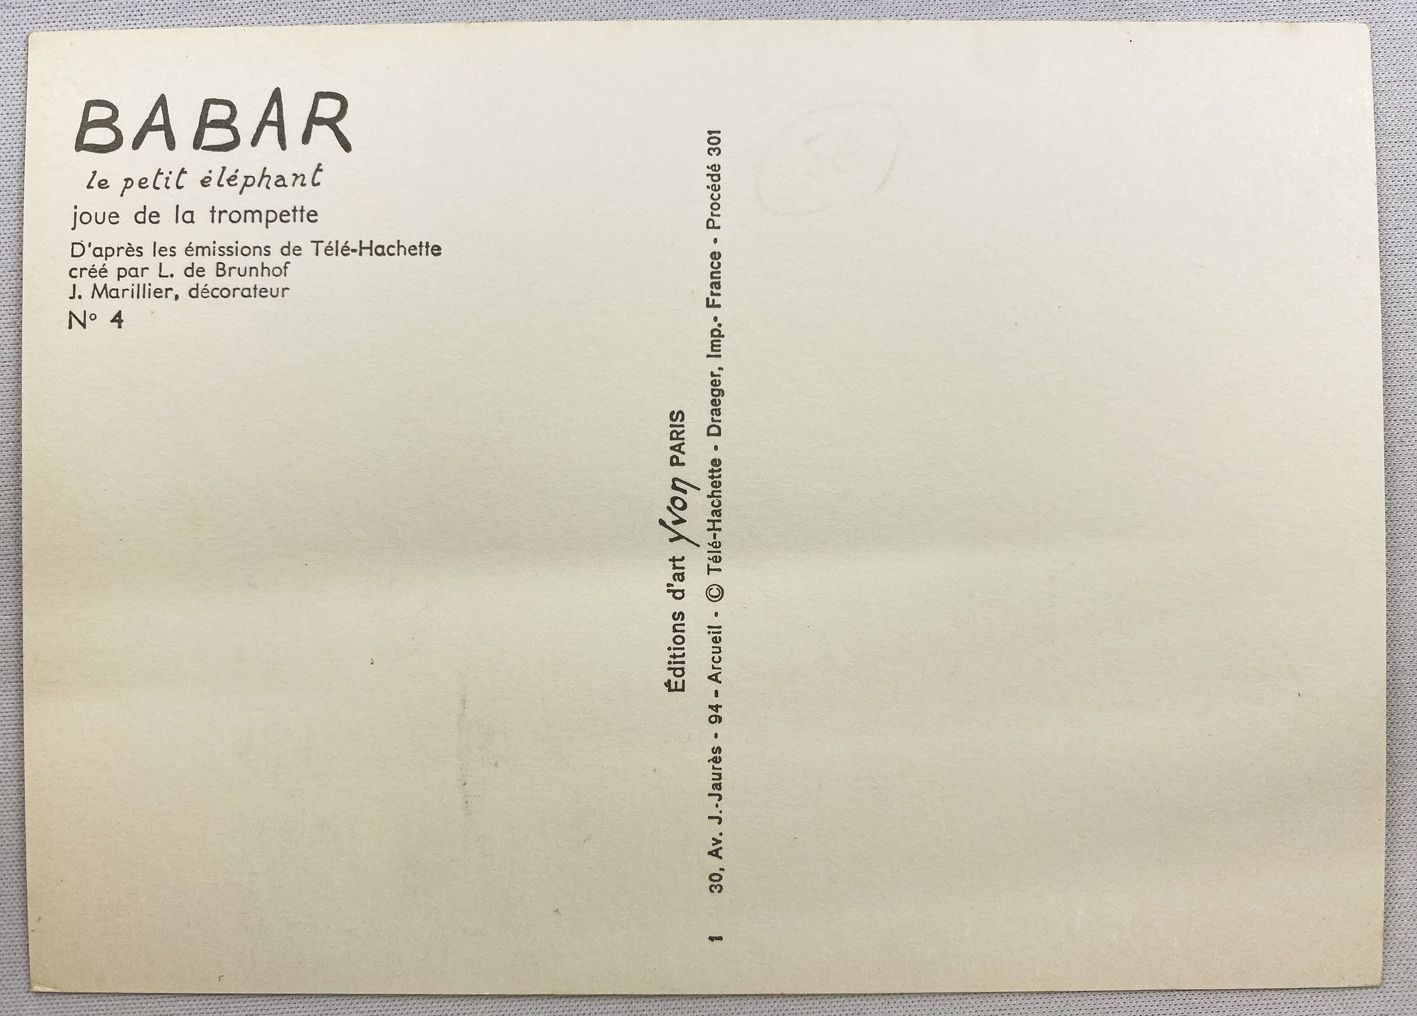 BABAR
le petit éléphant
joue de la trompette
D'après les émissions de Télé-Hachette
créé par L. de Brunhof
J. Marillier, décorateur
N° 4
Éditions d'art Yvon PARIS
1 30, Av. J.-Jaurès - 94 - Arcueil - © Télé-Hachette - Draeger, Imp.- France - Procédé 301